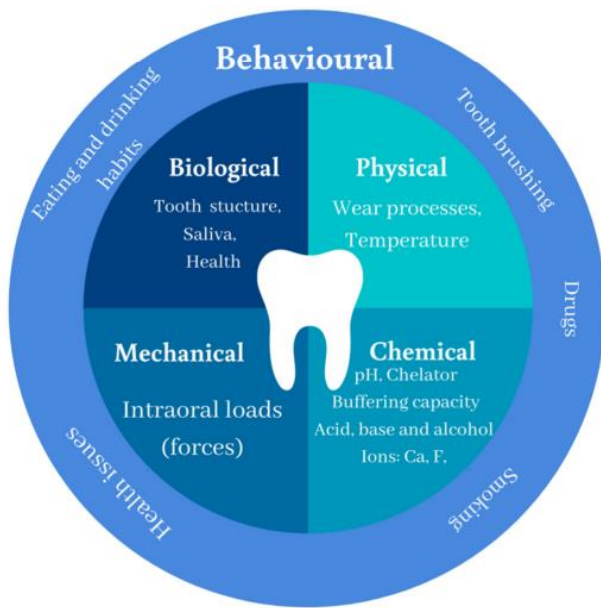 Behavioural
Eating and drinking
habits
Tooth brushing
Biological
Tooth stucture,
Saliva,
Health
Physical
Wear processes,
Temperature
Drugs
Mechanical
Intraoral loads
(forces)
Chemical
pH, Chelator
Buffering capacity
Acid, base and alcohol
Ions: Ca, F,
Health issues
Smoking